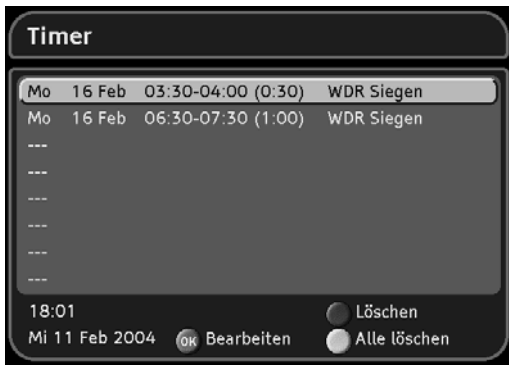 Timer
Mo 16 Feb 03:30-04:00 (0:30) WDR Siegen
Mo 16 Feb 06:30-07:30 (1:00) WDR Siegen
---
---
---
---
---
---
18:01 Löschen
Mi 11 Feb 2004 OK Bearbeiten Alle löschen